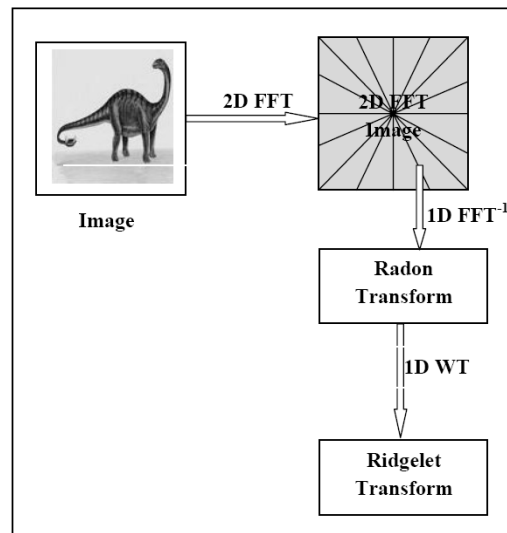 2D FFT
2D FFT
Image
Image
1D FFT⁻¹
Radon
Transform
1D WT
Ridgelet
Transform